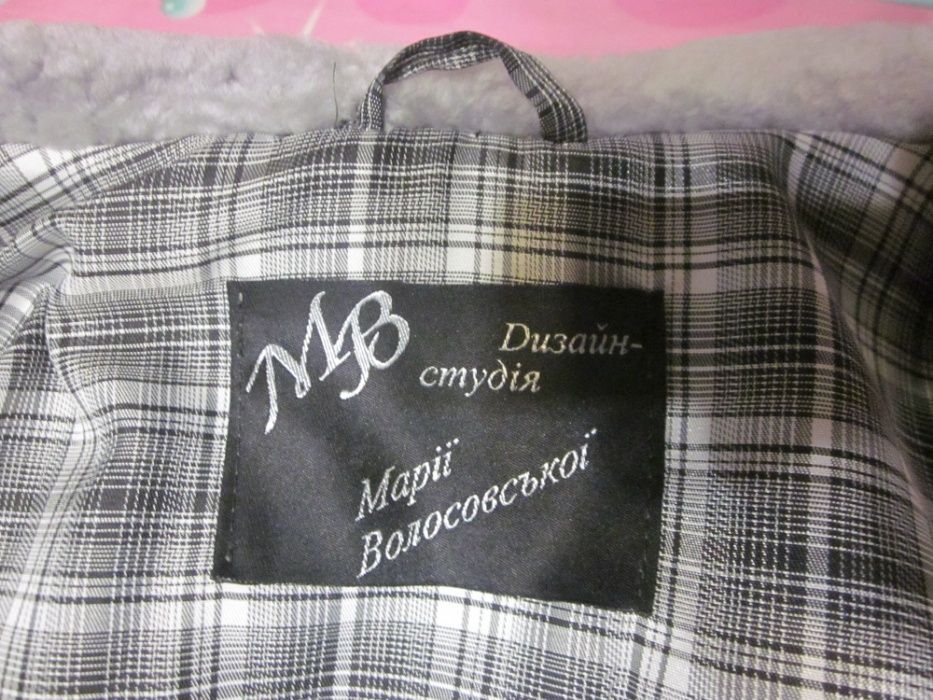 МВ
Дизайн-
студія
Марії
Волосовської